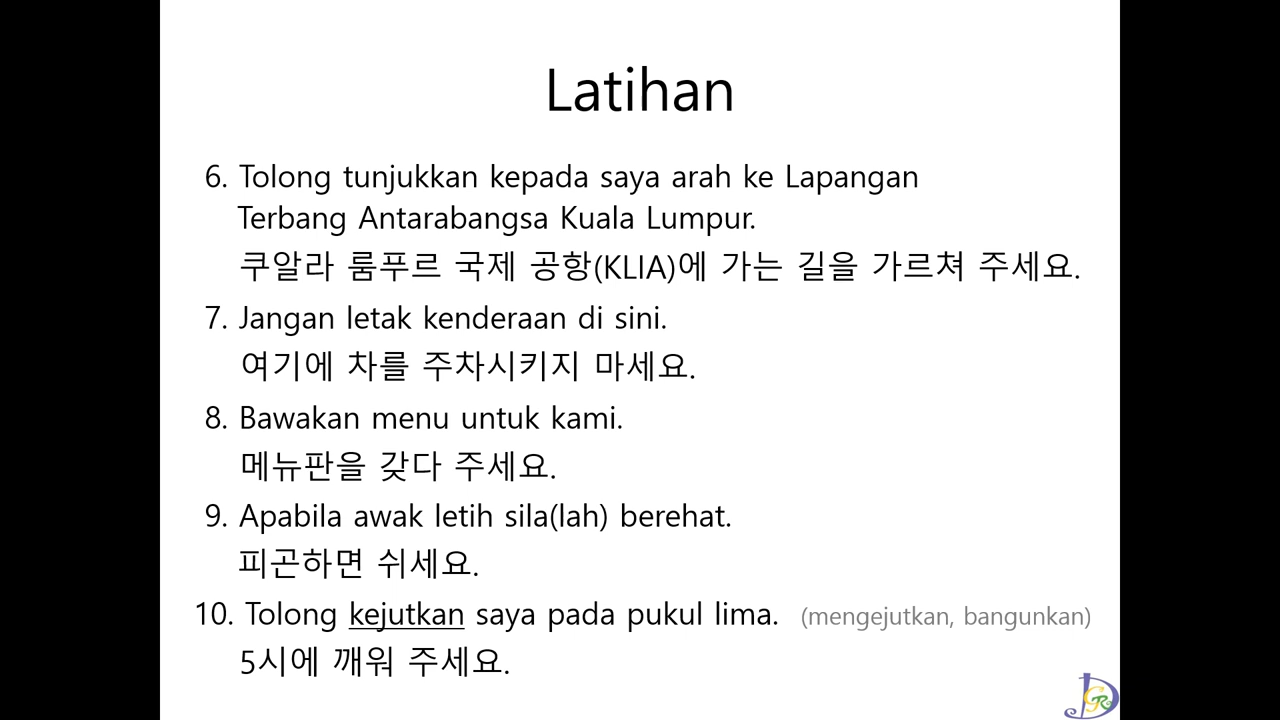 Latihan
6. Tolong tunjukkan kepada saya arah ke Lapangan
Terbang Antarabangsa Kuala Lumpur.
쿠알라 룸푸르 국제 공항(KLIA)에 가는 길을 가르쳐 주세요.
7. Jangan letak kenderaan di sini.
여기에 차를 주차시키지 마세요.
8. Bawakan menu untuk kami.
메뉴판을 갖다 주세요.
9. Apabila awak letih sila(lah) berehat.
피곤하면 쉬세요.
10. Tolong kejutkan saya pada pukul lima. (mengejutkan, bangunkan)
5시에 깨워 주세요.